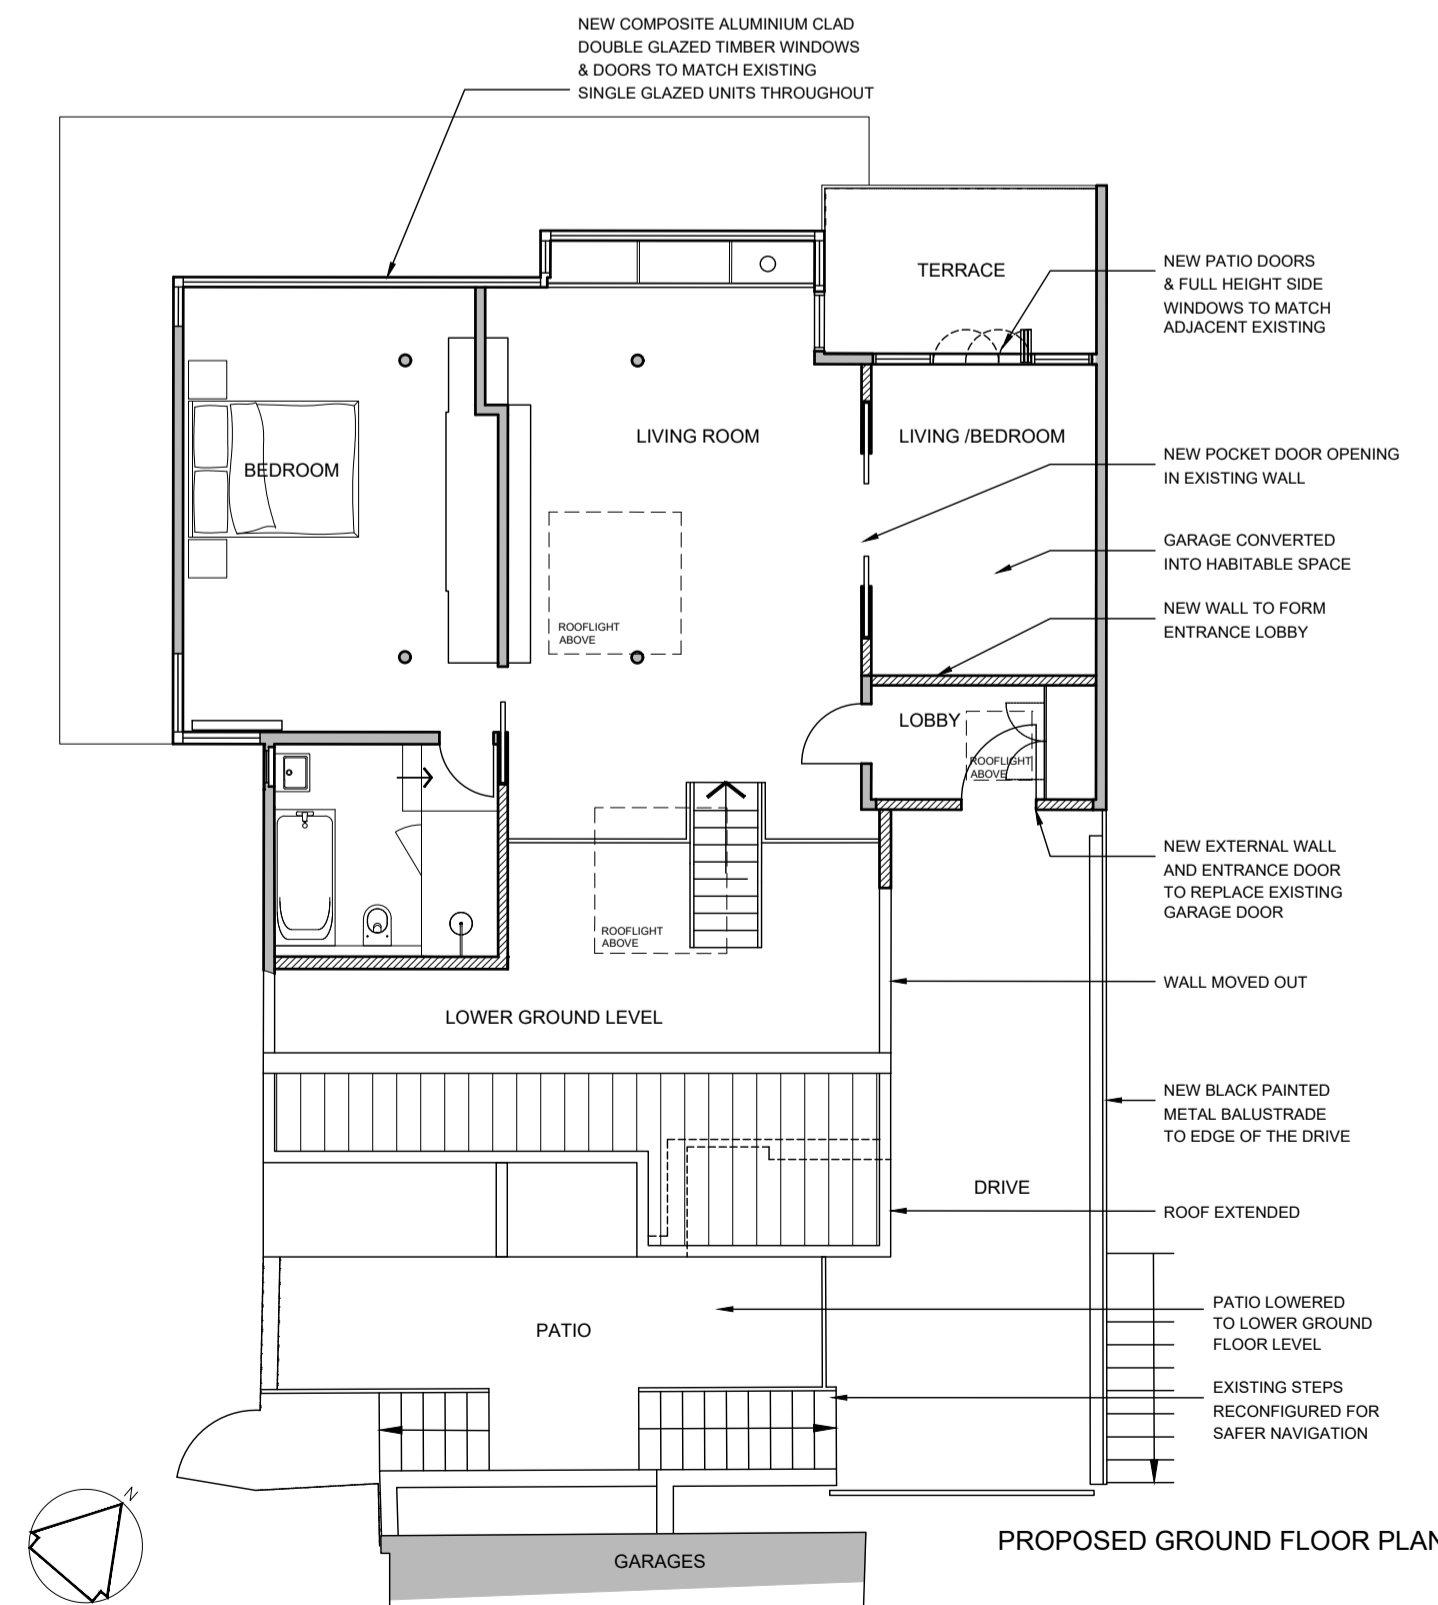 NEW COMPOSITE ALUMINIUM CLAD
DOUBLE GLAZED TIMBER WINDOWS
& DOORS TO MATCH EXISTING
SINGLE GLAZED UNITS THROUGHOUT
TERRACE
NEW PATIO DOORS
& FULL HEIGHT SIDE
WINDOWS TO MATCH
ADJACENT EXISTING
BEDROOM
LIVING ROOM
LIVING /BEDROOM
NEW POCKET DOOR OPENING
IN EXISTING WALL
GARAGE CONVERTED
INTO HABITABLE SPACE
NEW WALL TO FORM
ENTRANCE LOBBY
ROOFLIGHT
ABOVE
LOBBY
ROOFLIGHT
ABOVE
NEW EXTERNAL WALL
AND ENTRANCE DOOR
TO REPLACE EXISTING
GARAGE DOOR
ROOFLIGHT
ABOVE
WALL MOVED OUT
LOWER GROUND LEVEL
NEW BLACK PAINTED
METAL BALUSTRADE
TO EDGE OF THE DRIVE
DRIVE
ROOF EXTENDED
PATIO LOWERED
TO LOWER GROUND
FLOOR LEVEL
PATIO
EXISTING STEPS
RECONFIGURED FOR
SAFER NAVIGATION
N
PROPOSED GROUND FLOOR PLAN
GARAGES